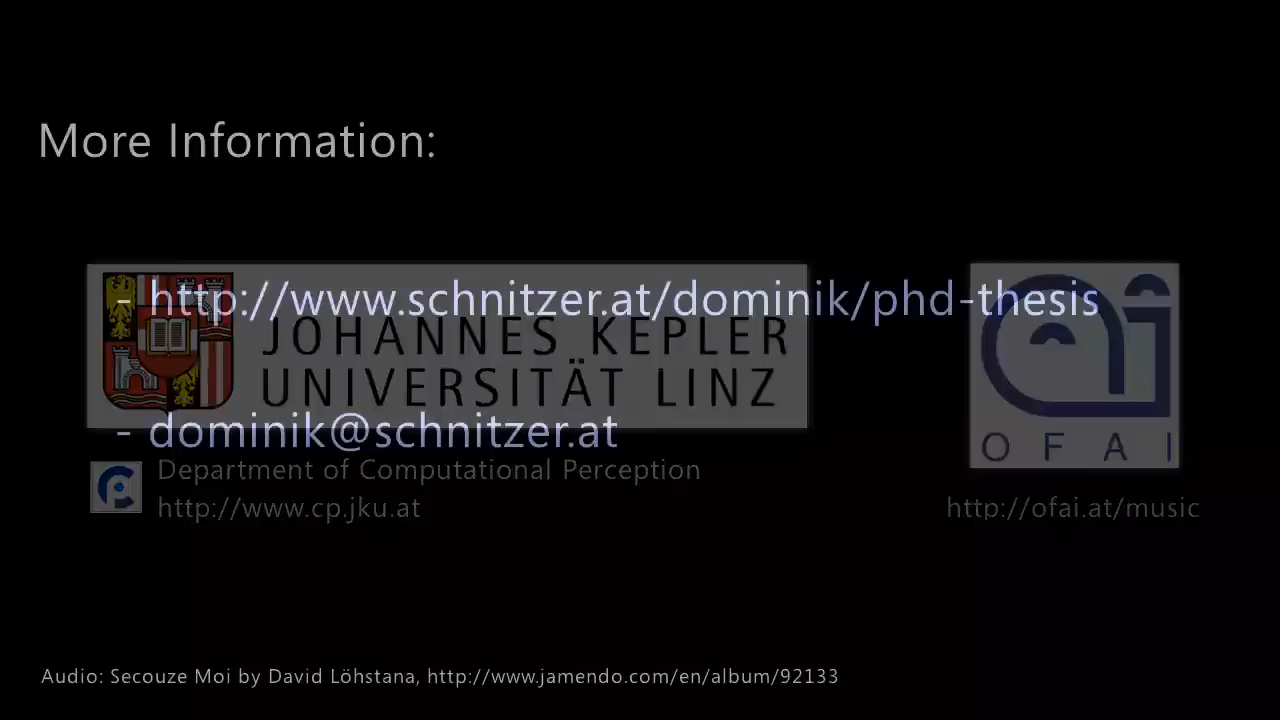 More Information:
- http://www.schnitzer.at/dominik/phd-thesis
JOHANNES KEPLER
UNIVERSITÄT LINZ
- dominik@schnitzer.at
OFAI
Department of Computational Perception
http://www.cp.jku.at
http://ofai.at/music
Audio: Secouze Moi by David Löhstana, http://www.jamendo.com/en/album/92133